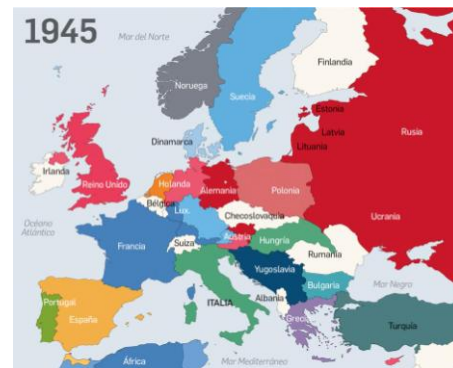 1945
Mar del Norte
Noruega
Suecia
Finlandia
Estonia
Latvia
Lituania
Rusia
Dinamarca
Irlanda
Reino Unido
Holanda
Alemania
Polonia
Bélgica
Lux.
Checoslovaquia
Ucrania
Océano
Atlántico
Francia
Suiza
Austria
Hungría
Rumanía
Yugoslavia
Bulgaria
Mar Negro
Portugal
España
ITALIA
Albania
Grecia
Turquía
África
Mar Mediterráneo